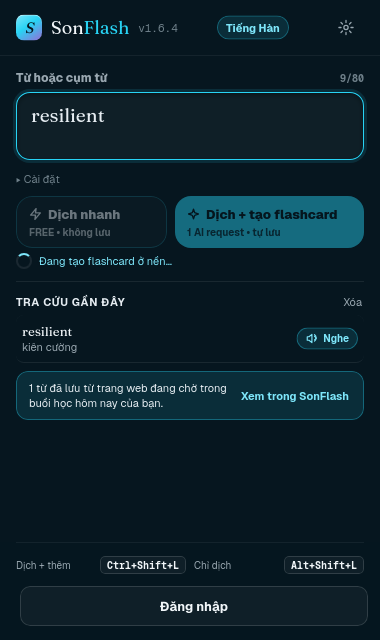 S SonFlash v1.6.4 Tiếng Hàn
Từ hoặc cụm từ 9/80
resilient
▸ Cài đặt
Dịch nhanh Dịch + tạo flashcard
FREE • không lưu 1 AI request • tự lưu
Đang tạo flashcard ở nền...
TRA CỨU GẦN ĐÂY Xóa
resilient
kiên cường
Nghe
1 từ đã lưu từ trang web đang chờ trong
buổi học hôm nay của bạn.
Xem trong SonFlash
Dịch + thêm Ctrl+Shift+L Chỉ dịch Alt+Shift+L
Đăng nhập